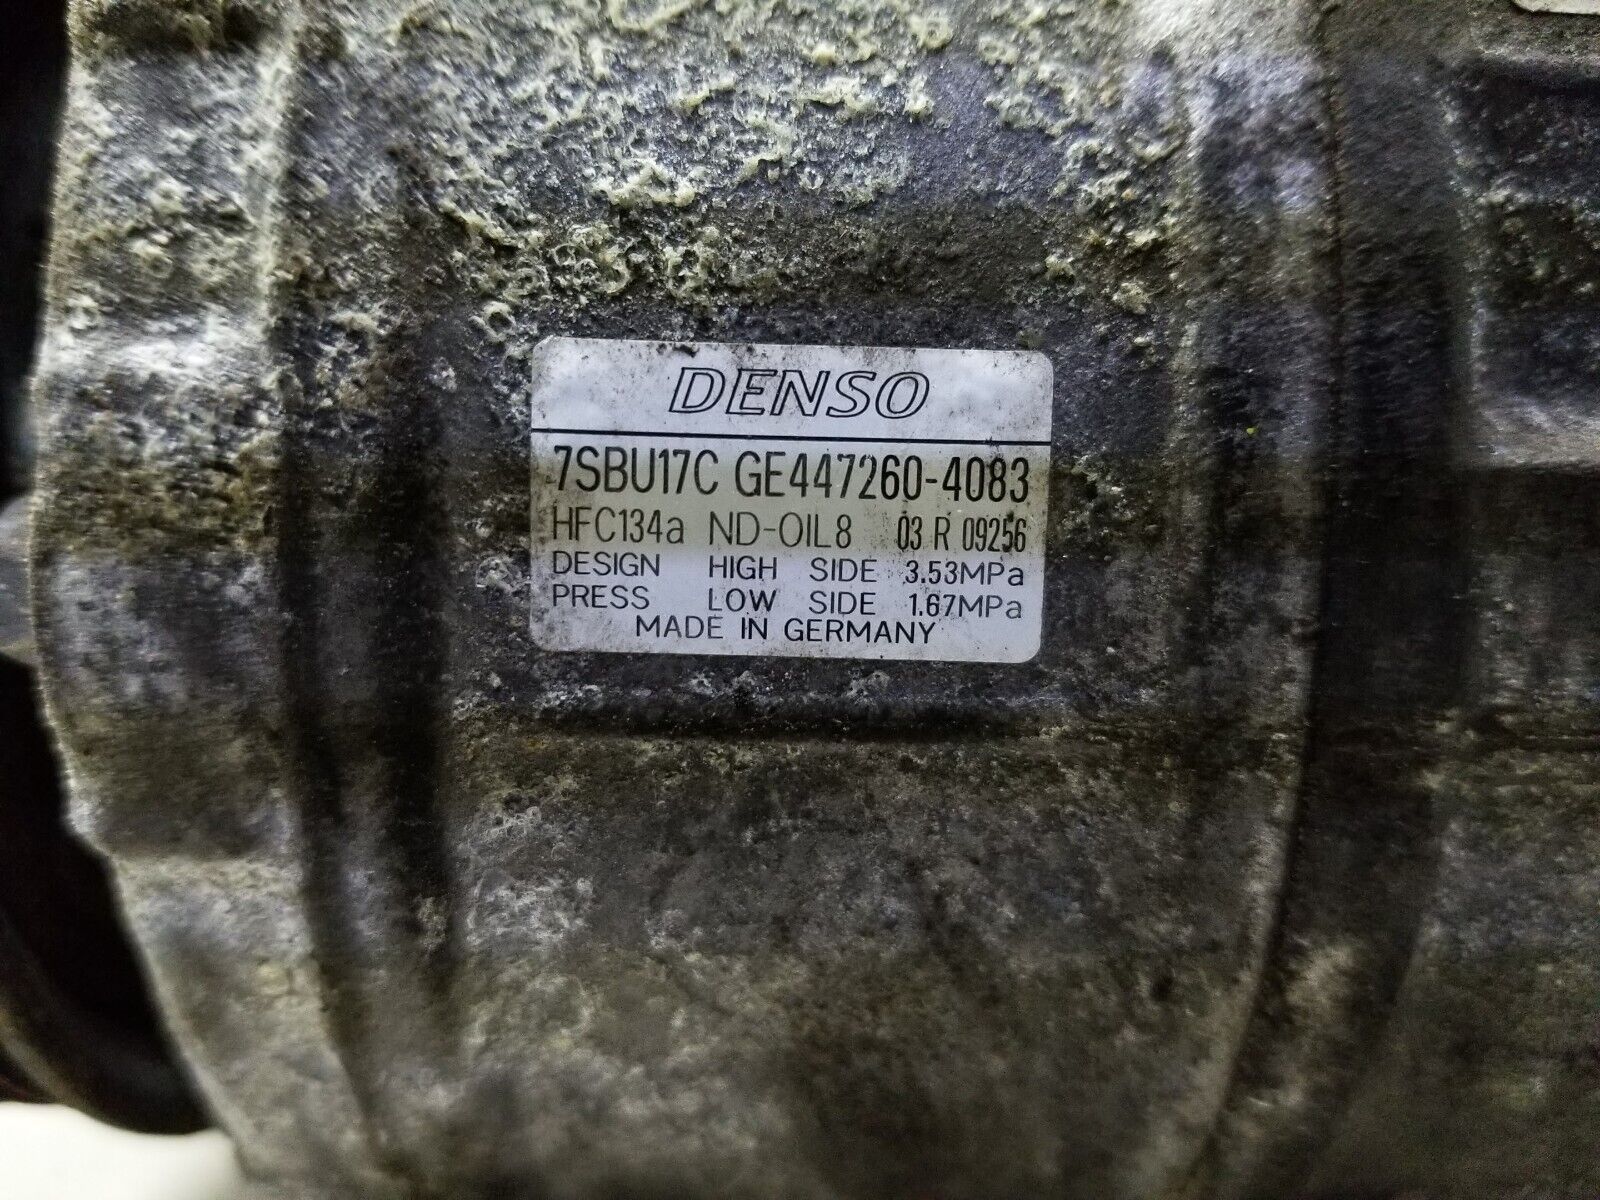 DENSO
7SBU17C GE447260-4083
HFC134a ND-OIL8 03 R 09256
DESIGN HIGH SIDE 3.53MPa
PRESS LOW SIDE 1.67MPa
MADE IN GERMANY